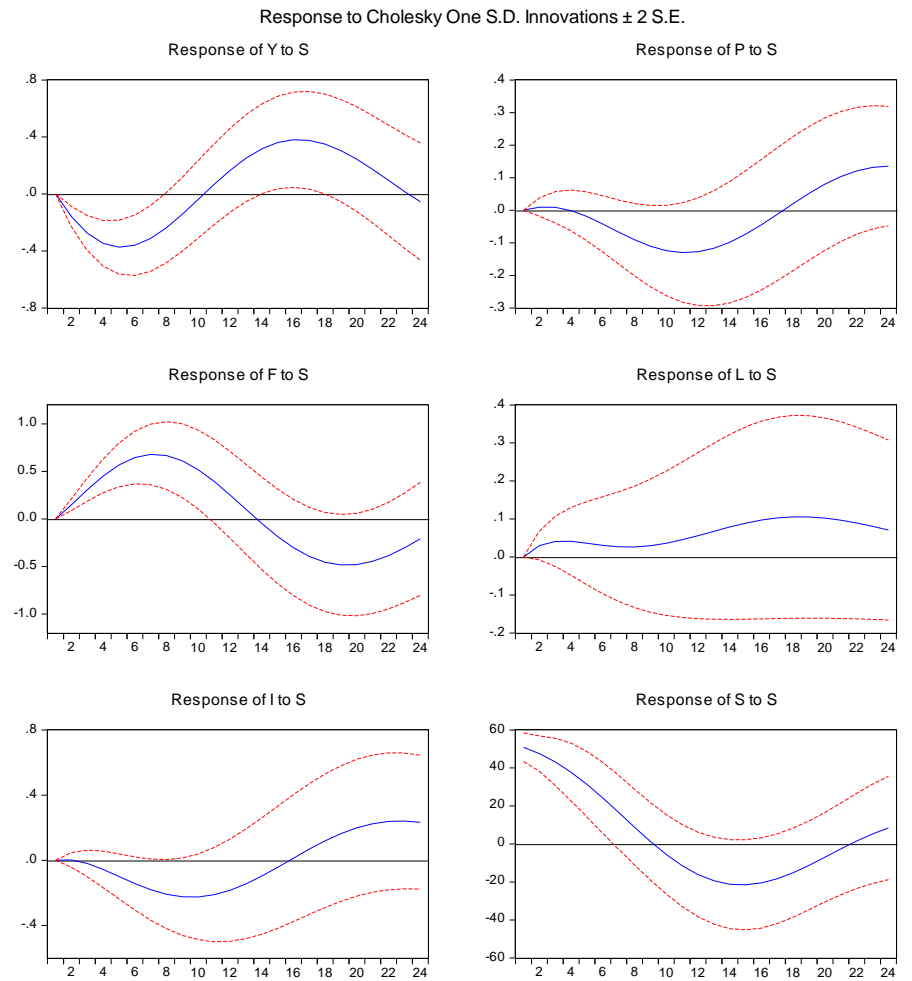 Response to Cholesky One S.D. Innovations ± 2 S.E.
Response of Y to S
.8
.4
.0
-.4
-.8
2 4 6 8 10 12 14 16 18 20 22 24
Response of P to S
.4
.3
.2
.1
.0
-.1
-.2
-.3
2 4 6 8 10 12 14 16 18 20 22 24
Response of F to S
1.0
0.5
0.0
-0.5
-1.0
2 4 6 8 10 12 14 16 18 20 22 24
Response of L to S
.4
.3
.2
.1
.0
-.1
-.2
2 4 6 8 10 12 14 16 18 20 22 24
Response of I to S
.8
.4
.0
-.4
2 4 6 8 10 12 14 16 18 20 22 24
Response of S to S
60
40
20
0
-20
-40
-60
2 4 6 8 10 12 14 16 18 20 22 24